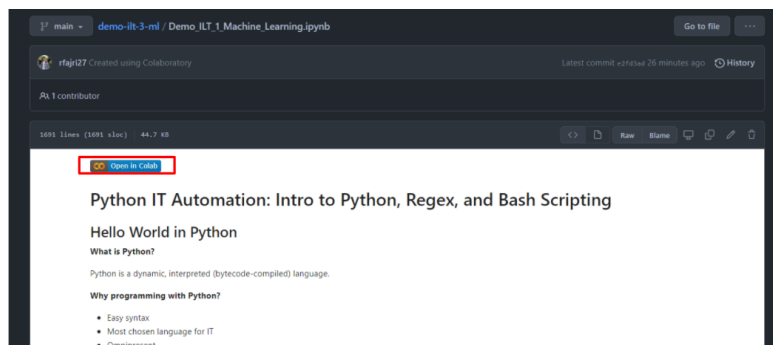 main demo-ilt-3-ml / Demo_ILT_1_Machine_Learning.ipynb Go to file ...
rfajri27 Created using Colaboratory Latest commit 26 minutes ago History
1 contributor
1691 lines (1691 sloc) 44.7 KB <> Raw Blame
Open in Colab
Python IT Automation: Intro to Python, Regex, and Bash Scripting
Hello World in Python
What is Python?
Python is a dynamic, interpreted (bytecode-compiled) language.
Why programming with Python?
• Easy syntax
• Most chosen language for IT
• Omnipresent